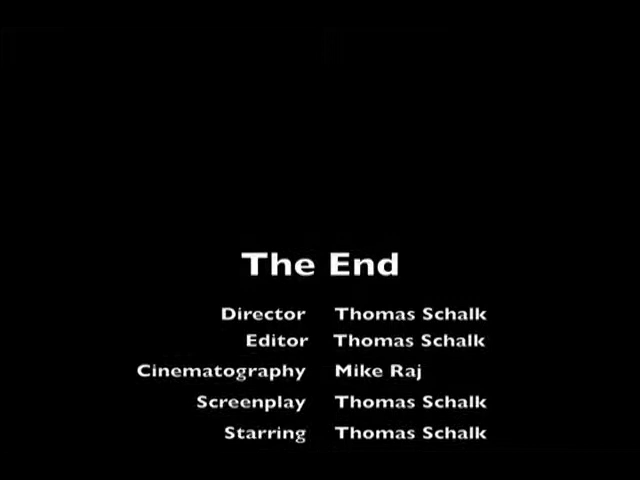 The End
Director Thomas Schalk
Editor Thomas Schalk
Cinematography Mike Raj
Screenplay Thomas Schalk
Starring Thomas Schalk